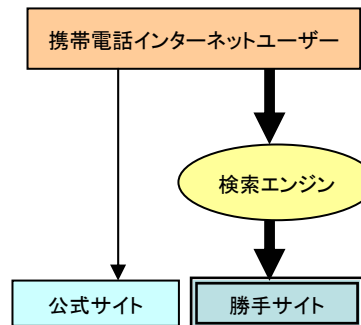 携帯電話インターネットユーザー
検索エンジン
公式サイト
勝手サイト